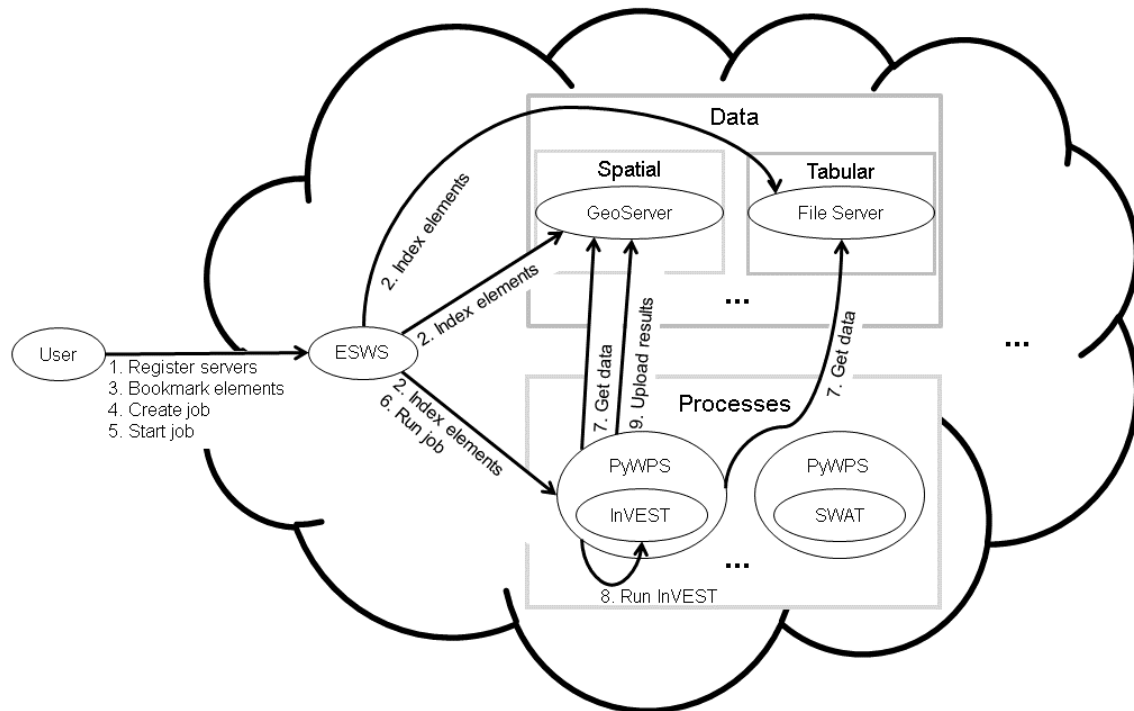 Data
Spatial
Tabular
GeoServer
File Server
...
2. Index elements
2. Index elements
7. Get data
9. Upload results
7. Get data
User
ESWS
...
1. Register servers
3. Bookmark elements
4. Create job
5. Start job
2. Index elements
6. Run job
Processes
PyWPS
PyWPS
InVEST
SWAT
...
8. Run InVEST